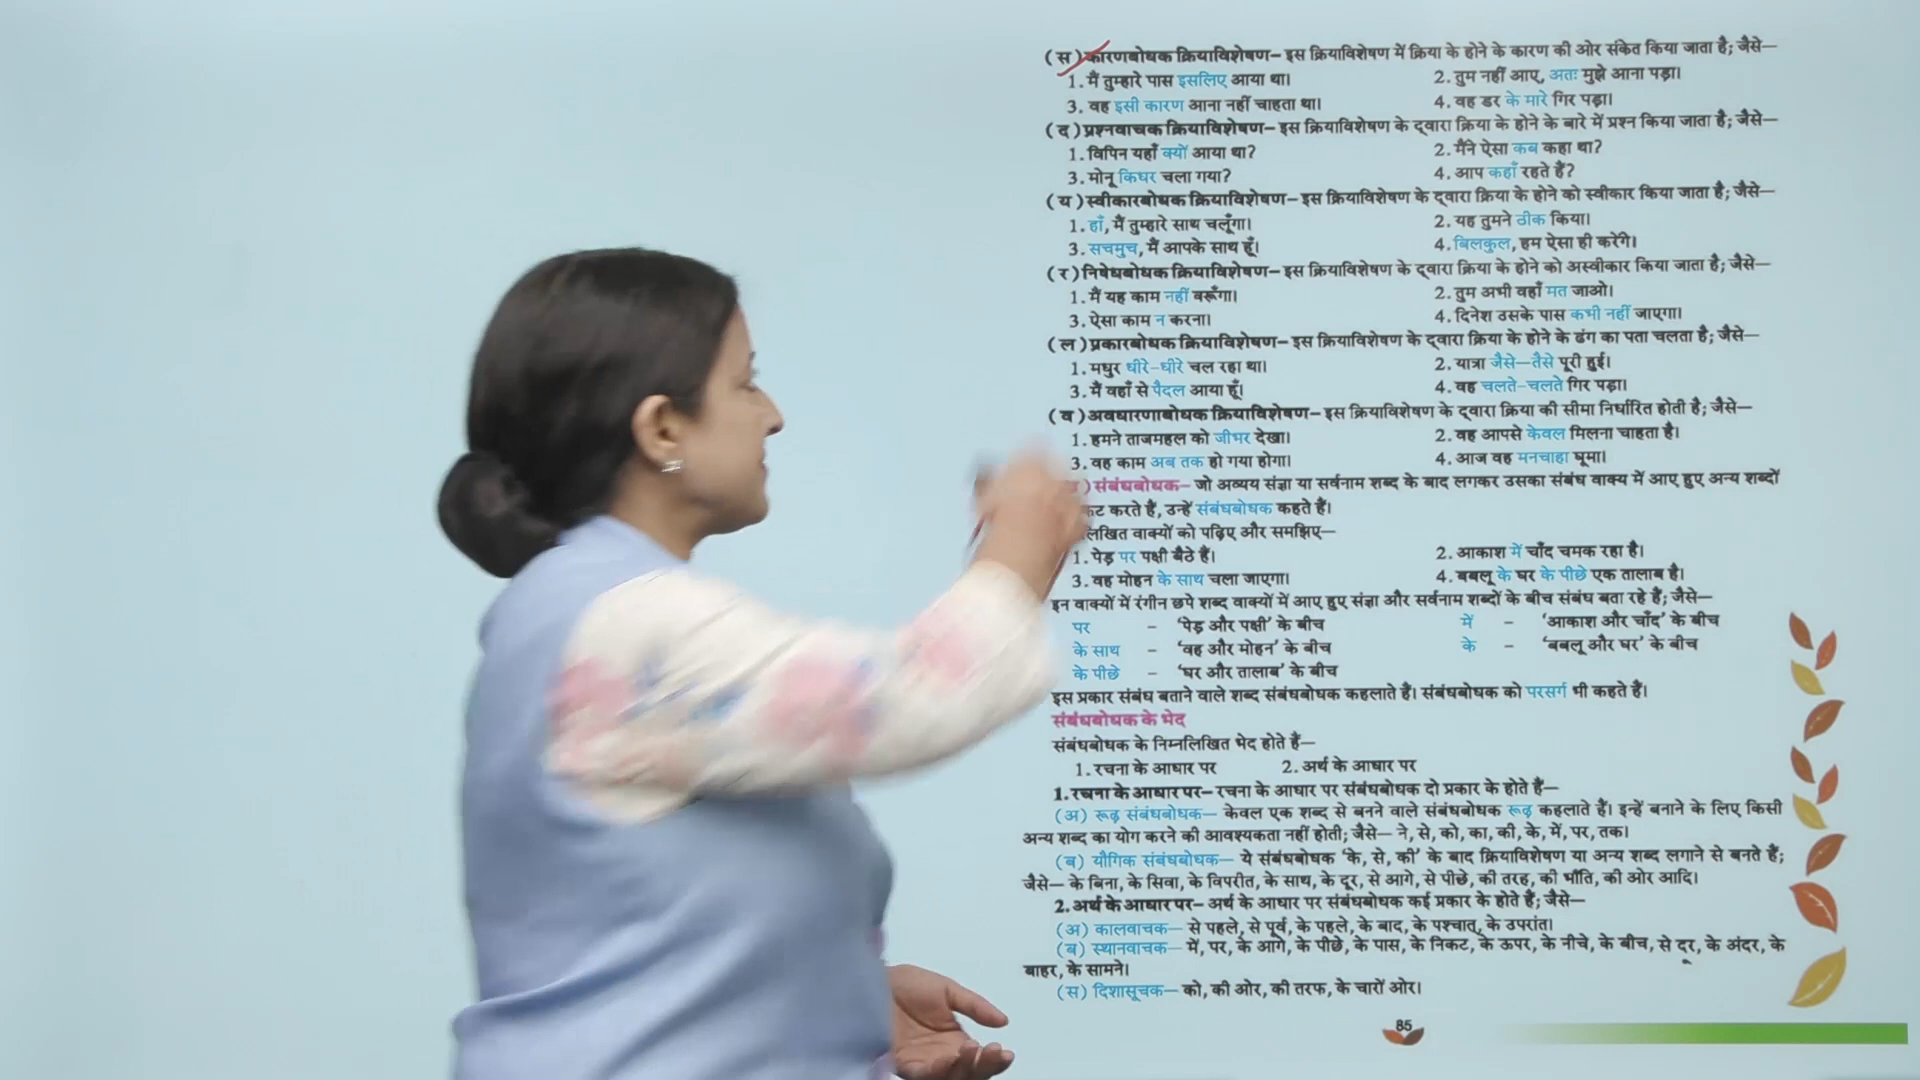 (स) कारणबोधक क्रियाविशेषण– इस क्रियाविशेषण में क्रिया के होने के कारण की ओर संकेत किया जाता है; जैसे—
1. मैं तुम्हारे पास इसलिए आया था। 2. तुम नहीं आए, अतः मुझे आना पड़ा।
3. वह इसी कारण आना नहीं चाहता था। 4. वह डर के मारे गिर पड़ा।
(द) प्रश्नवाचक क्रियाविशेषण– इस क्रियाविशेषण के द्वारा क्रिया के होने के बारे में प्रश्न किया जाता है; जैसे—
1. विपिन यहाँ क्यों आया था? 2. मैंने ऐसा कब कहा था?
3. मोनू किधर चला गया? 4. आप कहाँ रहते हैं?
(य) स्वीकारबोधक क्रियाविशेषण– इस क्रियाविशेषण के द्वारा क्रिया के होने को स्वीकार किया जाता है; जैसे—
1. हाँ, मैं तुम्हारे साथ चलूँगा। 2. यह तुमने ठीक किया।
3. सचमुच, मैं आपके साथ हूँ। 4. बिलकुल, हम ऐसा ही करेंगे।
(र) निषेधबोधक क्रियाविशेषण– इस क्रियाविशेषण के द्वारा क्रिया के होने को अस्वीकार किया जाता है; जैसे—
1. मैं यह काम नहीं करूँगा। 2. तुम अभी वहाँ मत जाओ।
3. ऐसा काम न करना। 4. दिनेश उसके पास कभी नहीं जाएगा।
(ल) प्रकारबोधक क्रियाविशेषण– इस क्रियाविशेषण के द्वारा क्रिया के होने के ढंग का पता चलता है; जैसे—
1. मधुर धीरे-धीरे चल रहा था। 2. यात्रा जैसे—तैसे पूरी हुई।
3. मैं वहाँ से पैदल आया हूँ। 4. वह चलते-चलते गिर पड़ा।
(व) अवधारणाबोधक क्रियाविशेषण– इस क्रियाविशेषण के द्वारा क्रिया की सीमा निर्धारित होती है; जैसे—
1. हमने ताजमहल को जीभर देखा। 2. वह आपसे केवल मिलना चाहता है।
3. वह काम अब तक हो गया होगा। 4. आज वह मनचाहा घूमा।
) संबंधबोधक– जो अव्यय संज्ञा या सर्वनाम शब्द के बाद लगकर उसका संबंध वाक्य में आए हुए अन्य शब्दों
करते हैं, उन्हें संबंधबोधक कहते हैं।
लिखित वाक्यों को पढ़िए और समझिए—
1. पेड़ पर पक्षी बैठे हैं। 2. आकाश में चाँद चमक रहा है।
3. वह मोहन के साथ चला जाएगा। 4. बबलू के घर के पीछे एक तालाब है।
इन वाक्यों में रंगीन छपे शब्द वाक्यों में आए हुए संज्ञा और सर्वनाम शब्दों के बीच संबंध बता रहे हैं; जैसे—
पर – ‘पेड़ और पक्षी’ के बीच में – ‘आकाश और चाँद’ के बीच
के साथ – ‘वह और मोहन’ के बीच के – ‘बबलू और घर’ के बीच
के पीछे – ‘घर और तालाब’ के बीच
इस प्रकार संबंध बताने वाले शब्द संबंधबोधक कहलाते हैं। संबंधबोधक को परसर्ग भी कहते हैं।
संबंधबोधक के भेद
संबंधबोधक के निम्नलिखित भेद होते हैं—
1. रचना के आधार पर 2. अर्थ के आधार पर
1. रचना के आधार पर– रचना के आधार पर संबंधबोधक दो प्रकार के होते हैं—
(अ) रूढ़ संबंधबोधक— केवल एक शब्द से बनने वाले संबंधबोधक रूढ़ कहलाते हैं। इन्हें बनाने के लिए किसी
अन्य शब्द का योग करने की आवश्यकता नहीं होती; जैसे— ने, से, को, का, की, के, में, पर, तक।
(ब) यौगिक संबंधबोधक— ये संबंधबोधक ‘के, से, की’ के बाद क्रियाविशेषण या अन्य शब्द लगाने से बनते हैं;
जैसे— के बिना, के सिवा, के विपरीत, के साथ, के दूर, से आगे, से पीछे, की तरह, की भाँति, की ओर आदि।
2. अर्थ के आधार पर– अर्थ के आधार पर संबंधबोधक कई प्रकार के होते हैं; जैसे—
(अ) कालवाचक— से पहले, से पूर्व, के पहले, के बाद, के पश्चात्, के उपरांत।
(ब) स्थानवाचक— में, पर, के आगे, के पीछे, के पास, के निकट, के ऊपर, के नीचे, के बीच, से दूर, के अंदर, के
बाहर, के सामने।
(स) दिशासूचक— को, की ओर, की तरफ, के चारों ओर।
85